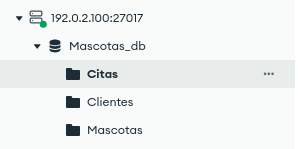 192.0.2.100:27017
Mascotas_db
Citas
Clientes
Mascotas